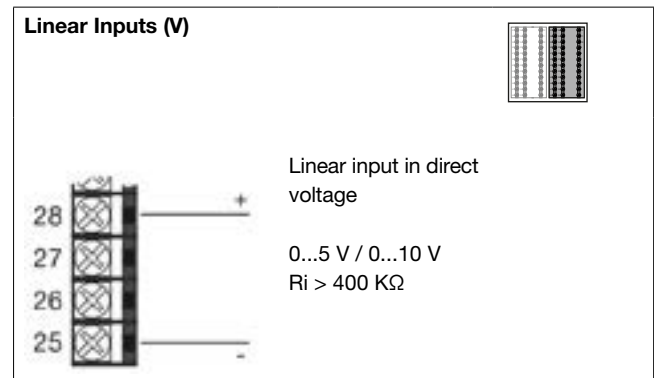 Linear Inputs (V)
Linear input in direct
voltage
28
+
27
0...5 V / 0...10 V
26
Ri > 400 KΩ
25
-